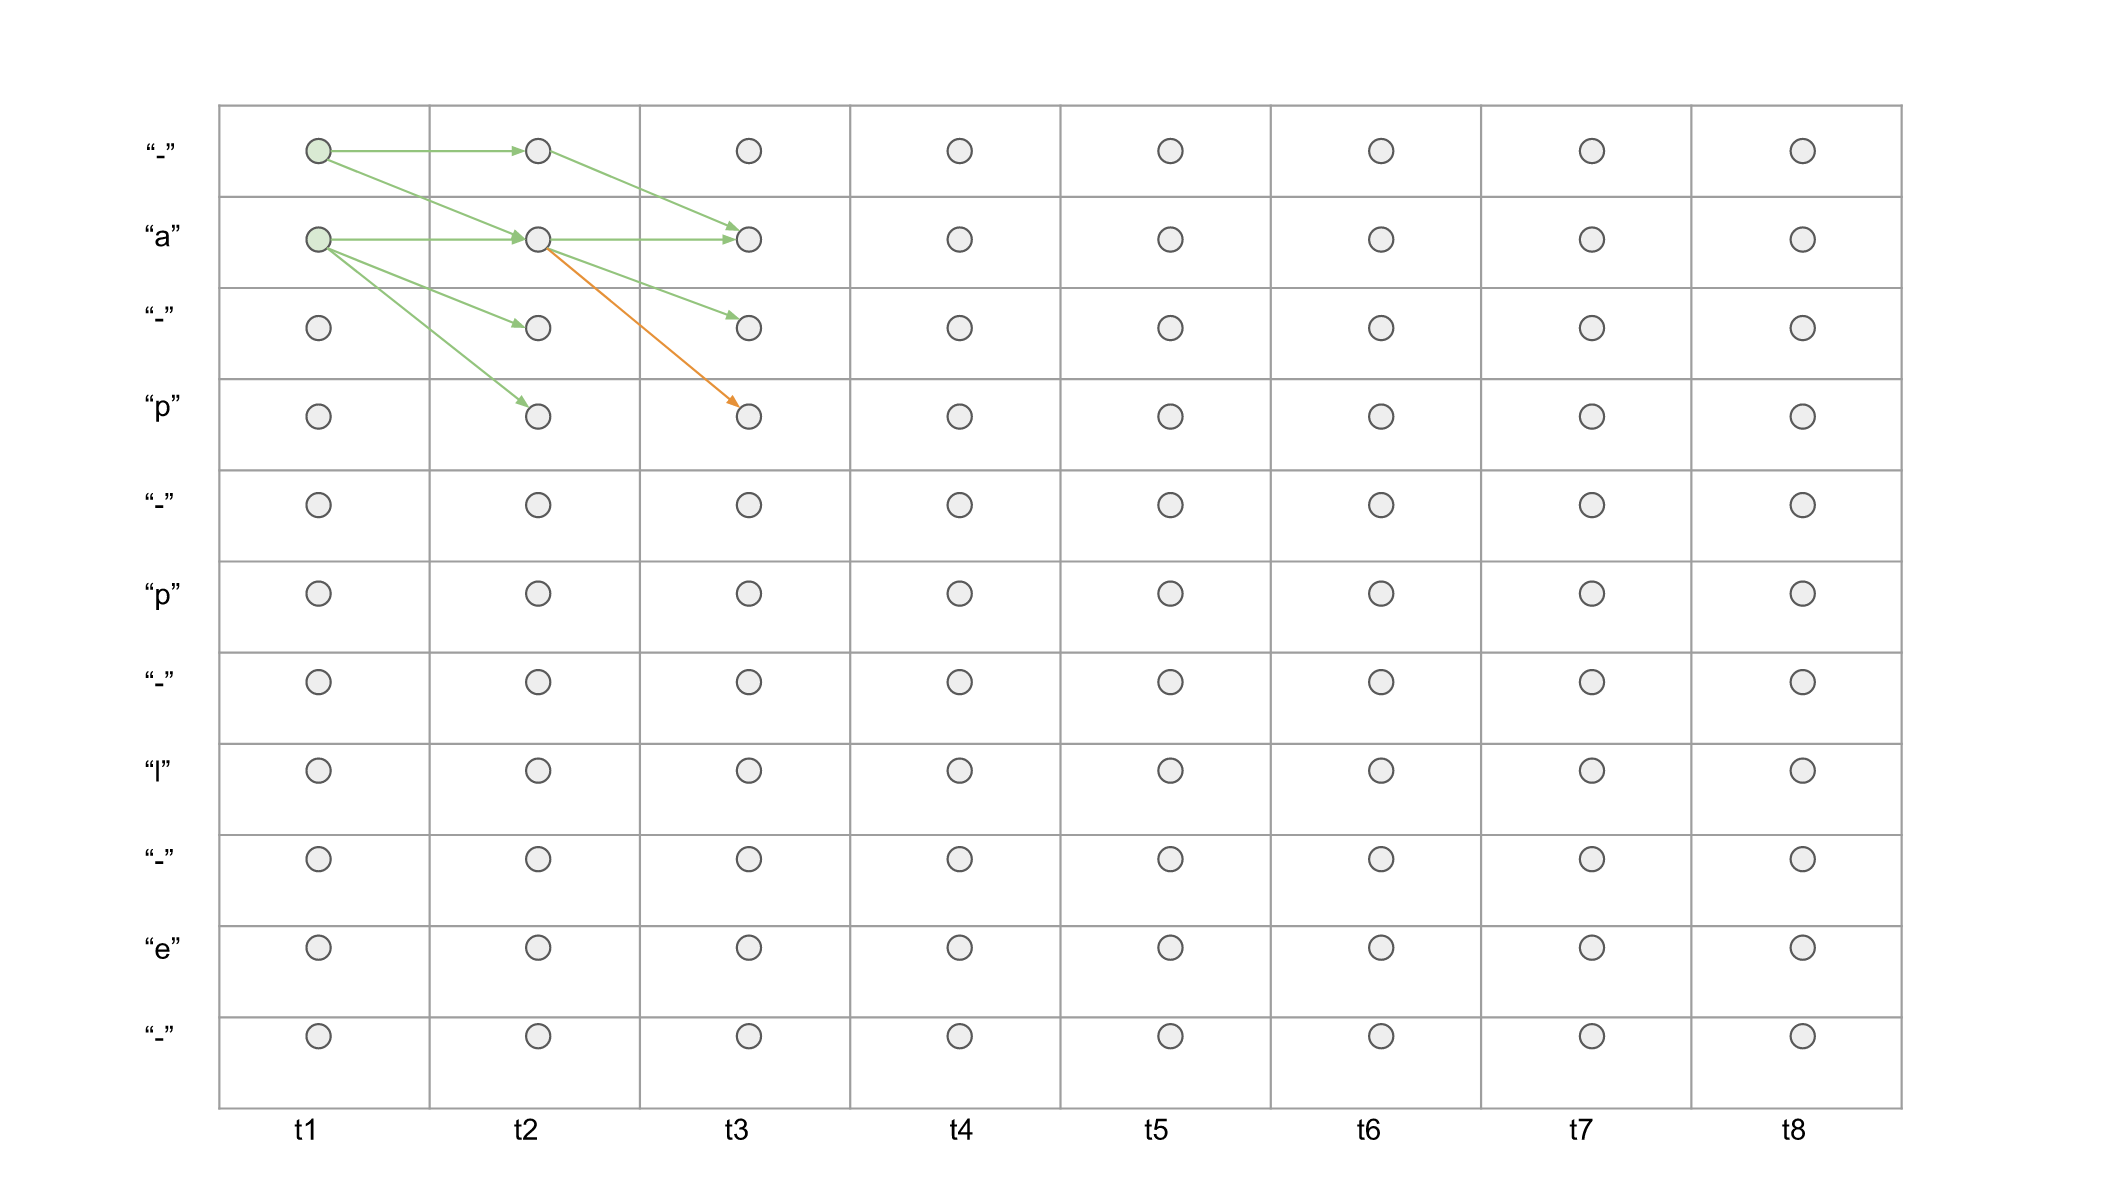 “-”
“a”
“-”
“p”
“-”
“p”
“-”
“l”
“-”
“e”
“-”
t1 t2 t3 t4 t5 t6 t7 t8